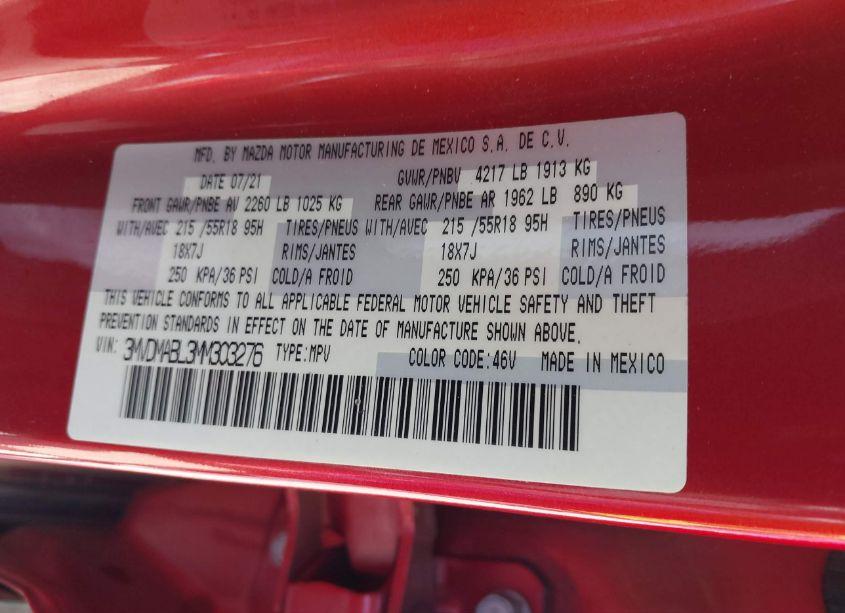 MFD. BY MAZDA MOTOR MANUFACTURING DE MEXICO S.A. DE C.V.
DATE 07/21 GVWR/PNBV 4217 LB 1913 KG
FRONT GAWR/PNBE AV 2260 LB 1025 KG REAR GAWR/PNBE AR 1962 LB 890 KG
WITH/AVEC 215 /55R18 95H TIRES/PNEUS WITH/AVEC 215 /55R18 95H TIRES/PNEUS
18X7J RIMS/JANTES 18X7J RIMS/JANTES
250 KPA/36 PSI COLD/A FROID 250 KPA/36 PSI COLD/A FROID
THIS VEHICLE CONFORMS TO ALL APPLICABLE FEDERAL MOTOR VEHICLE SAFETY AND THEFT
PREVENTION STANDARDS IN EFFECT ON THE DATE OF MANUFACTURE SHOWN ABOVE.
VIN: 3MVDMABL3MM303276 TYPE:MPV COLOR CODE:46V MADE IN MEXICO